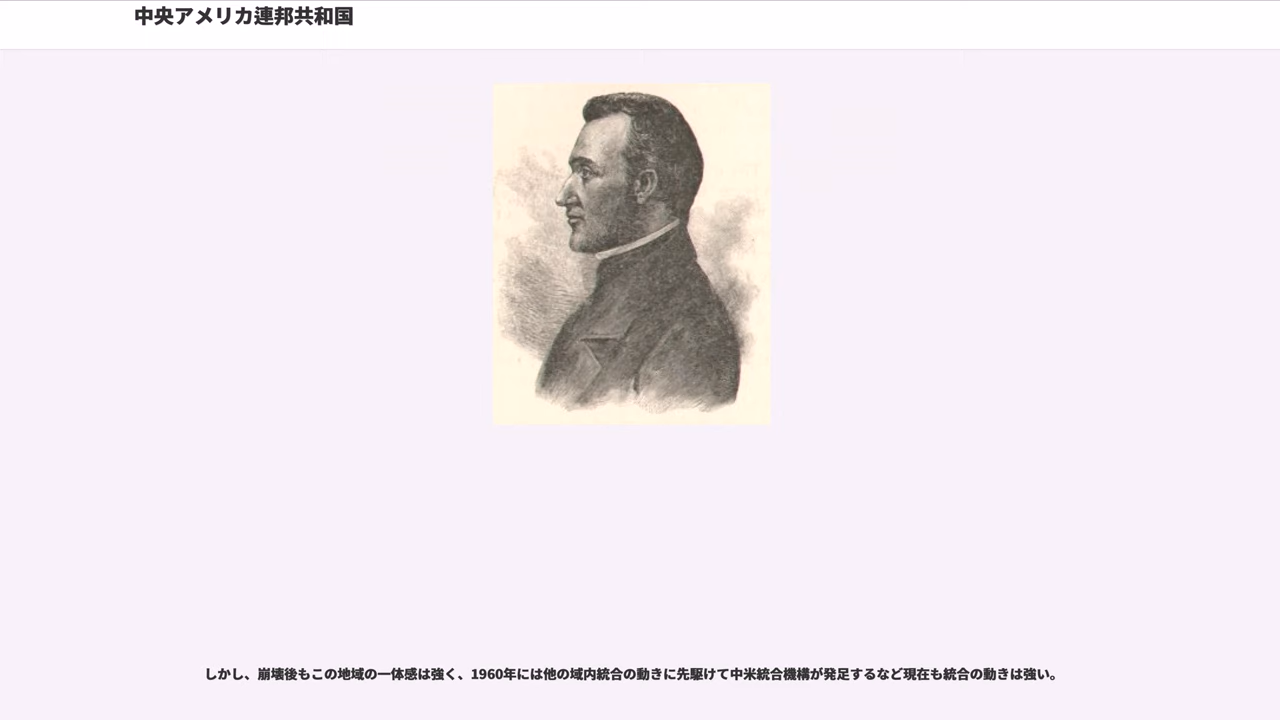 中央アメリカ連邦共和国
しかし、崩壊後もこの地域の一体感は強く、1960年には他の域内統合の動きに先駆けて中米統合機構が発足するなど現在も統合の動きは強い。